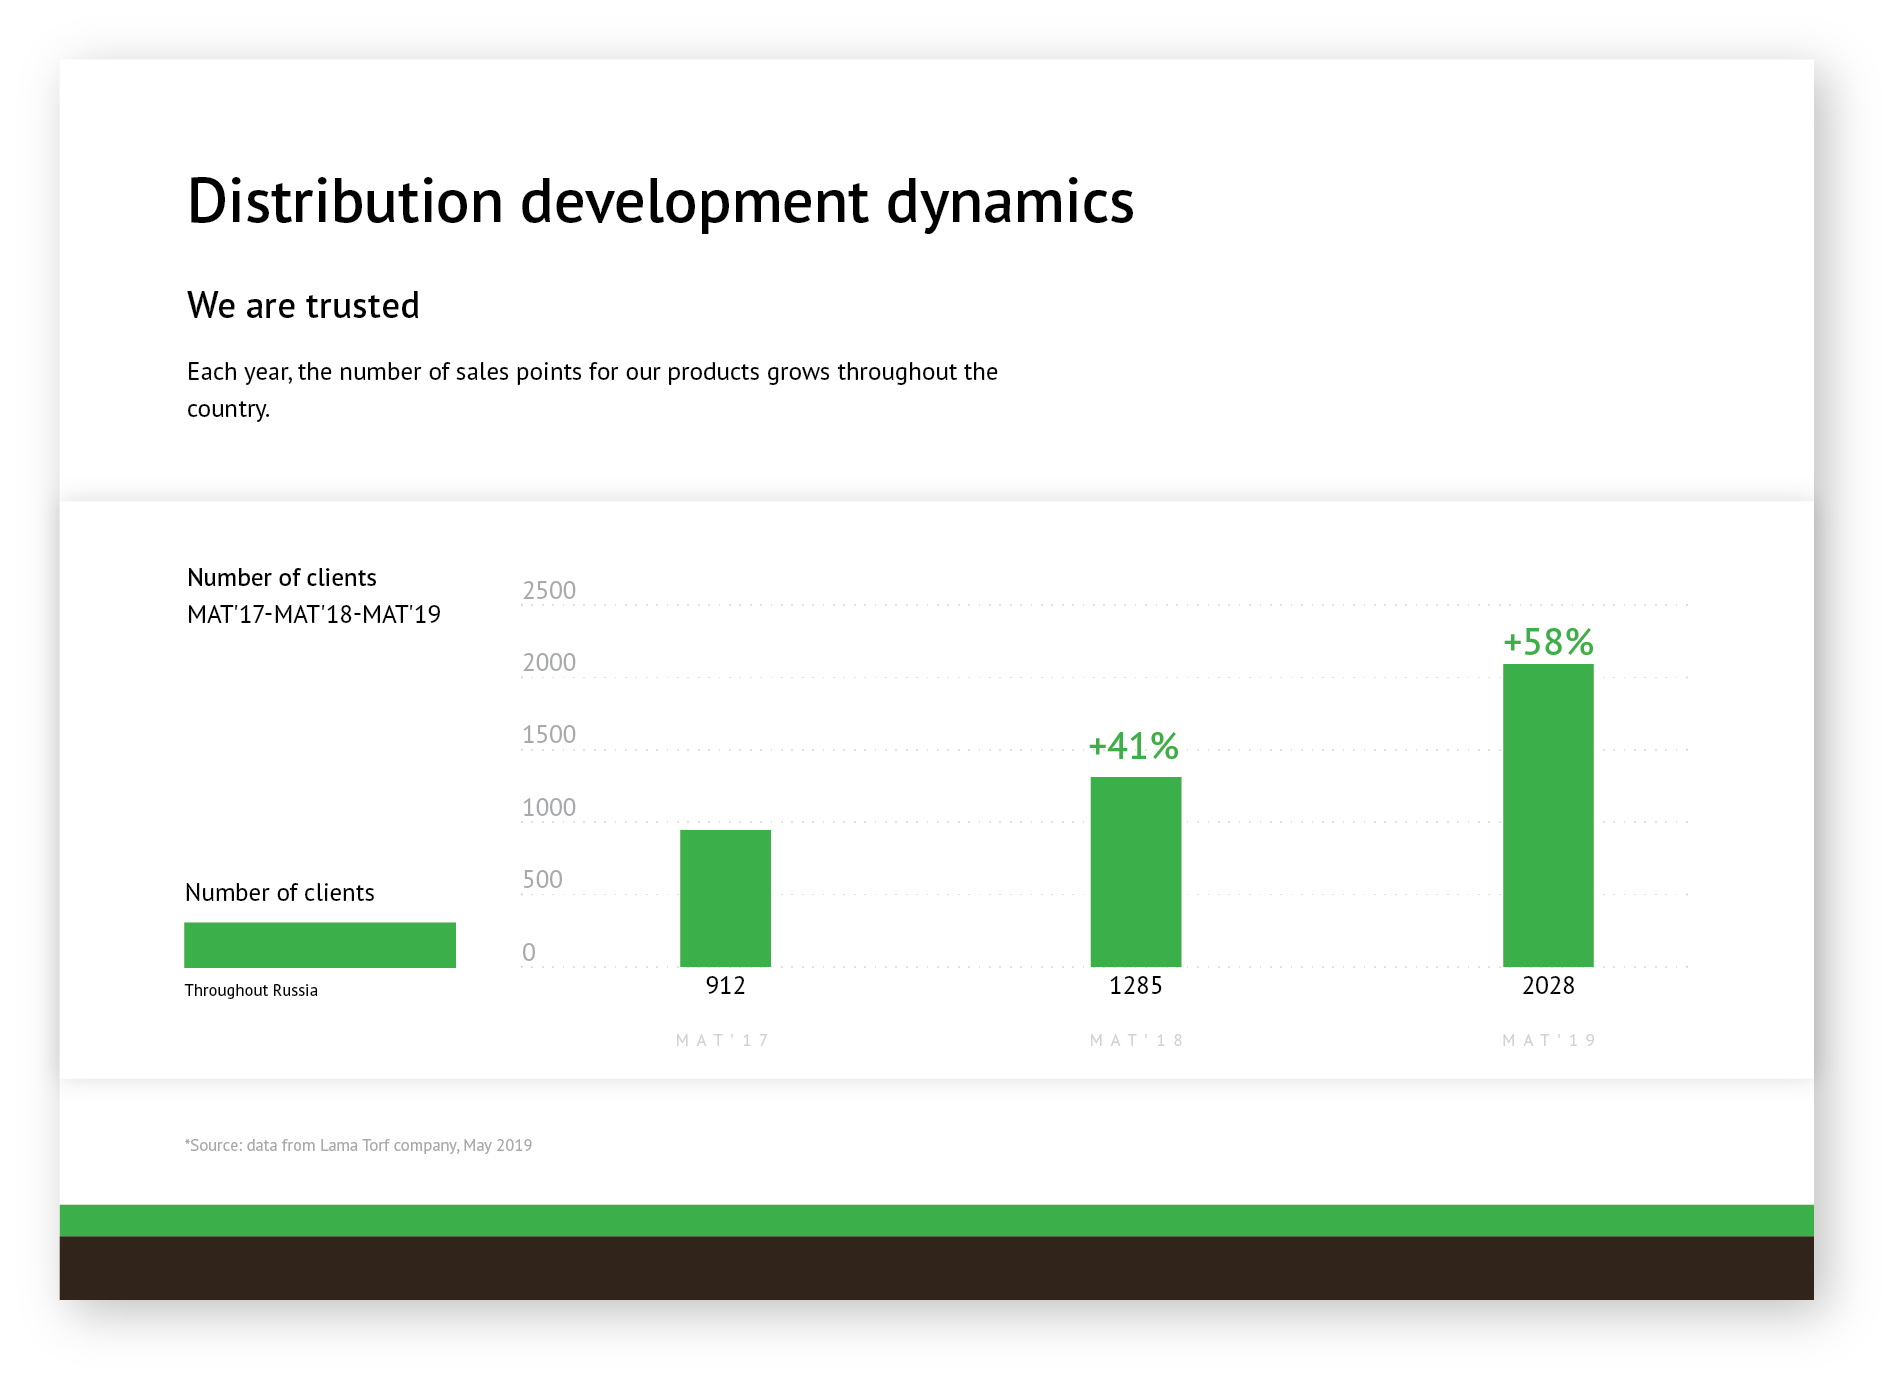 Distribution development dynamics
We are trusted
Each year, the number of sales points for our products grows throughout the
country.
Number of clients
MAT'17-MAT'18-MAT'19
Number of clients
Throughout Russia
2500
2000
1500
1000
500
0
+41%
+58%
912
1285
2028
MAT'17
MAT'18
MAT'19
*Source: data from Lama Torf company, May 2019